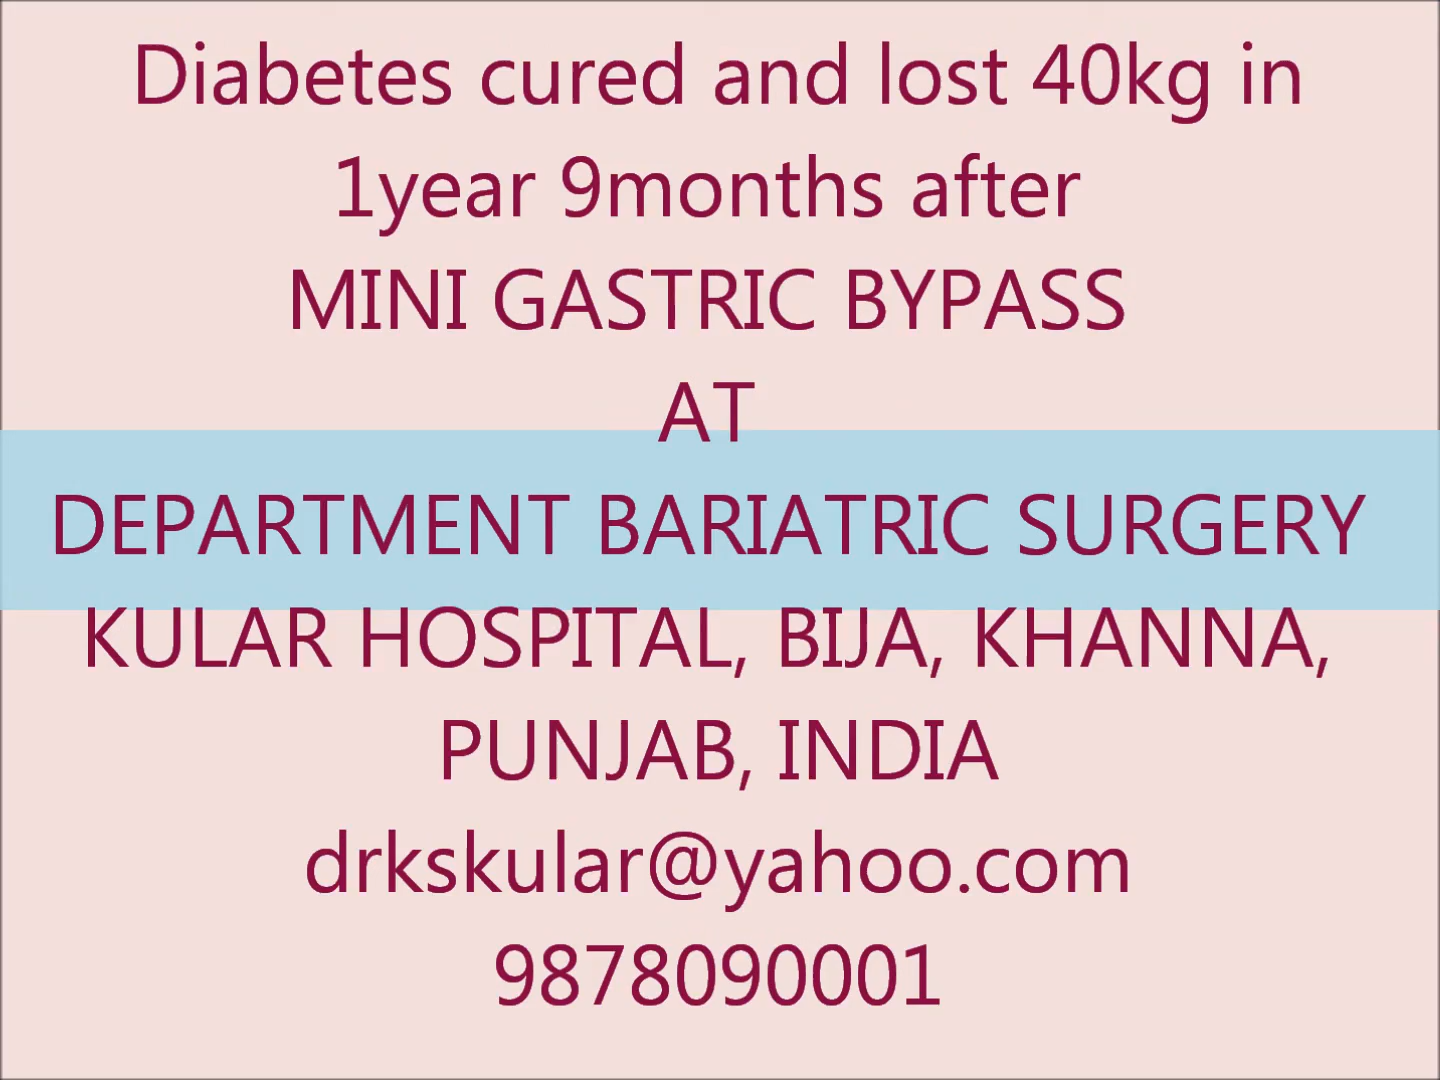 Diabetes cured and lost 40kg in
1year 9months after
MINI GASTRIC BYPASS
AT
DEPARTMENT BARIATRIC SURGERY
KULAR HOSPITAL, BIJA, KHANNA,
PUNJAB, INDIA
drkskular@yahoo.com
9878090001